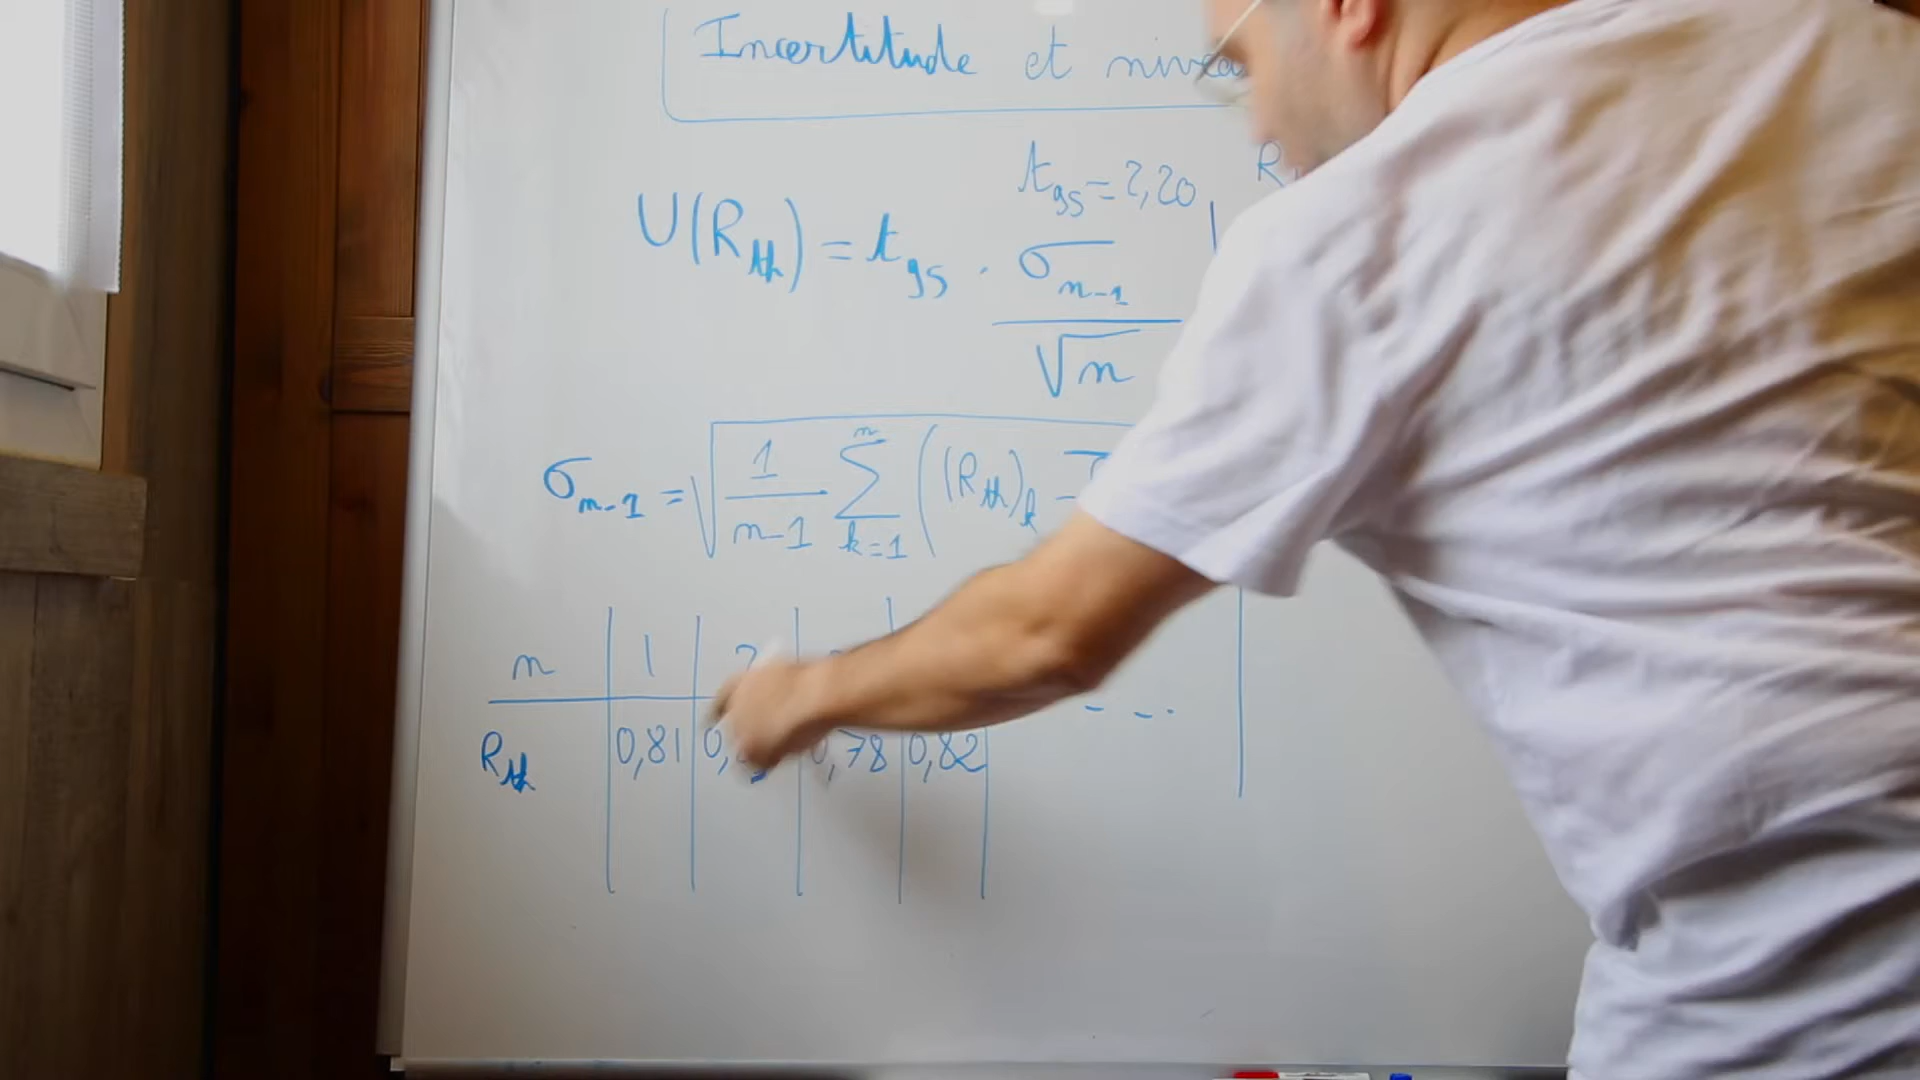 Incertitude et
t95 = 2,20
U(Rth) = t95 . σn-1 / √n
σn-1 = √ 1/n-1 ∑ n k=1 ((Rth)k -
n 1 2
Rth 0,81 0,78 0,82 - - .